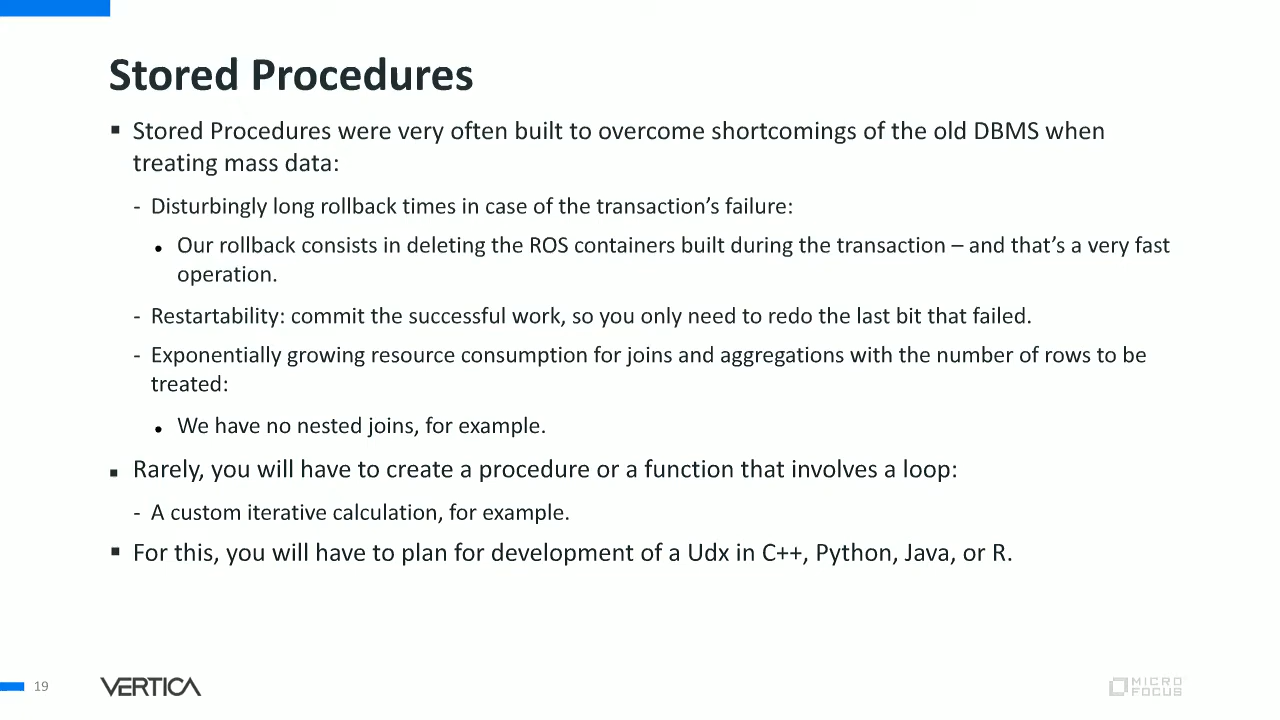 Stored Procedures
▪ Stored Procedures were very often built to overcome shortcomings of the old DBMS when
treating mass data:
- Disturbingly long rollback times in case of the transaction's failure:
• Our rollback consists in deleting the ROS containers built during the transaction – and that's a very fast
operation.
- Restartability: commit the successful work, so you only need to redo the last bit that failed.
- Exponentially growing resource consumption for joins and aggregations with the number of rows to be
treated:
• We have no nested joins, for example.
▪ Rarely, you will have to create a procedure or a function that involves a loop:
- A custom iterative calculation, for example.
▪ For this, you will have to plan for development of a Udx in C++, Python, Java, or R.
19
VERTICA
MICRO
FOCUS